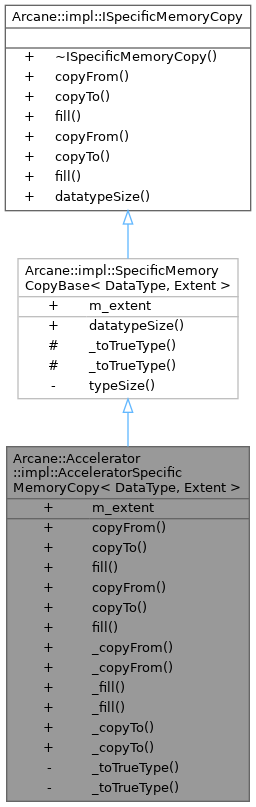 Arcane::impl::ISpecificMemoryCopy
+ ~ISpecificMemoryCopy()
+ copyFrom()
+ copyTo()
+ fill()
+ copyFrom()
+ copyTo()
+ fill()
+ datatypeSize()
Arcane::impl::SpecificMemory
CopyBase< DataType, Extent >
+ m_extent
+ datatypeSize()
# _toTrueType()
# _toTrueType()
- typeSize()
Arcane::Accelerator
::impl::AcceleratorSpecific
MemoryCopy< DataType, Extent >
+ m_extent
+ copyFrom()
+ copyTo()
+ fill()
+ copyFrom()
+ copyTo()
+ fill()
+ _copyFrom()
+ _copyFrom()
+ _fill()
+ _fill()
+ _copyTo()
+ _copyTo()
- _toTrueType()
- _toTrueType()